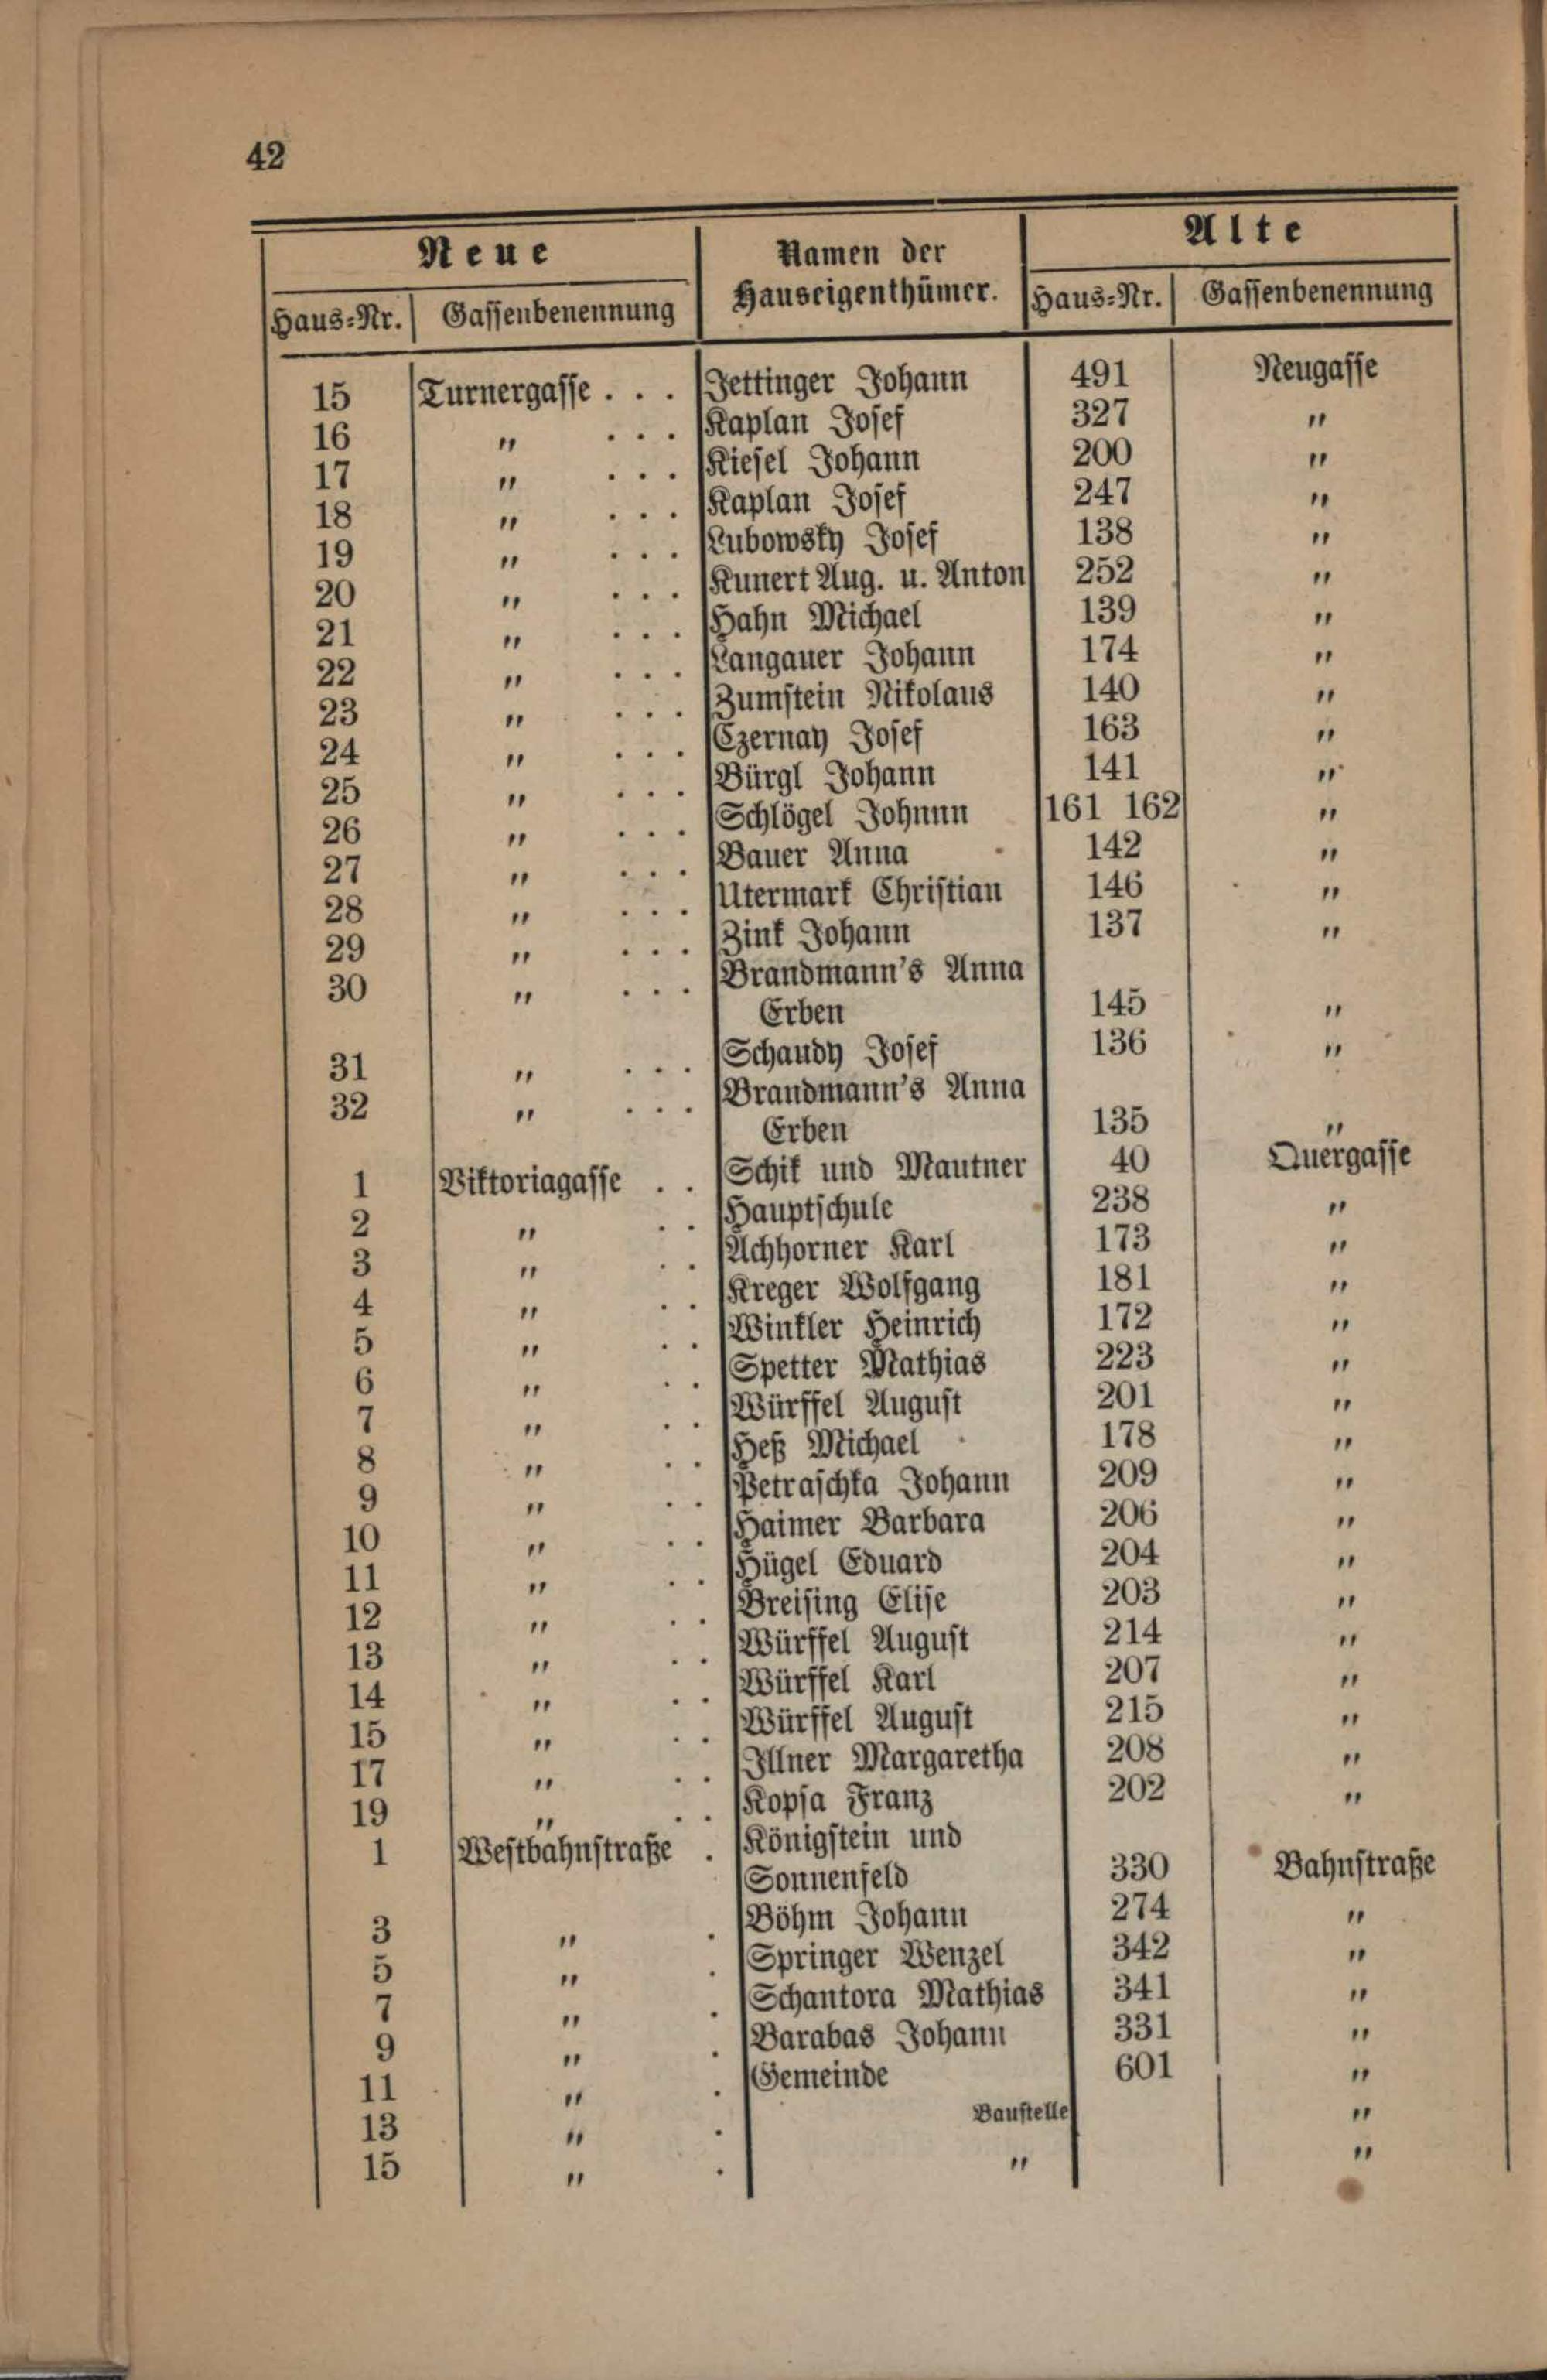 42
Neue Namen der Hauseigenthümer. Alte
Haus-Nr. Gassenbenennung Haus-Nr. Gassenbenennung
15 Turnergasse . . . Jettinger Johann 491 Neugasse
16 " . . . Kaplan Josef 327 "
17 " . . . Kiesel Johann 200 "
18 " . . . Kaplan Josef 247 "
19 " . . . Lubowsky Josef 138 "
20 " . . . Kunert Aug. u. Anton 252 "
21 " . . . Hahn Michael 139 "
22 " . . . Langauer Johann 174 "
23 " . . . Zumstein Nikolaus 140 "
24 " . . . Czernay Josef 163 "
25 " . . . Bürgl Johann 141 "
26 " . . . Schlögel Johnnn 161 162 "
27 " . . . Bauer Anna 142 "
28 " . . . Utermark Christian 146 "
29 " . . . Zink Johann 137 "
30 " . . . Brandmann's Anna
Erben 145 "
31 " . . . Schaudy Josef 136 "
32 " . . . Brandmann's Anna
Erben 135 "
1 Viktoriagasse . . Schik und Mautner 40 Quergasse
2 " . . Hauptschule 238 "
3 " . . Achhorner Karl 173 "
4 " . . Kreger Wolfgang 181 "
5 " . . Winkler Heinrich 172 "
6 " . . Spetter Mathias 223 "
7 " . . Würffel August 201 "
8 " . . Heß Michael 178 "
9 " . . Petraschka Johann 209 "
10 " . . Haimer Barbara 206 "
11 " . . Hügel Eduard 204 "
12 " . . Breising Elise 203 "
13 " . . Würffel August 214 "
14 " . . Würffel Karl 207 "
15 " . . Würffel August 215 "
17 " . . Illner Margaretha 208 "
19 " . . Kopsa Franz 202 "
1 Westbahnstraße . Königstein und
Sonnenfeld 330 Bahnstraße
3 " . Böhm Johann 274 "
5 " . Springer Wenzel 342 "
7 " . Schantora Mathias 341 "
9 " . Barabas Johann 331 "
11 " . Gemeinde 601 "
13 " . Baustelle "
15 " . " "